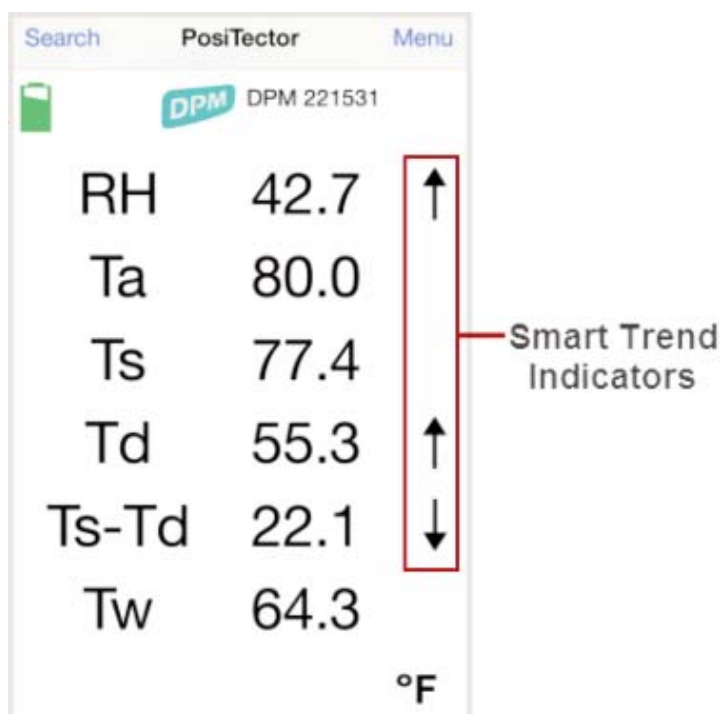 Search PosiTector Menu
DPM DPM 221531
RH 42.7 ↑
Ta 80.0
Ts 77.4
Td 55.3 ↑
Ts-Td 22.1 ↓
Tw 64.3
°F
Smart Trend
Indicators